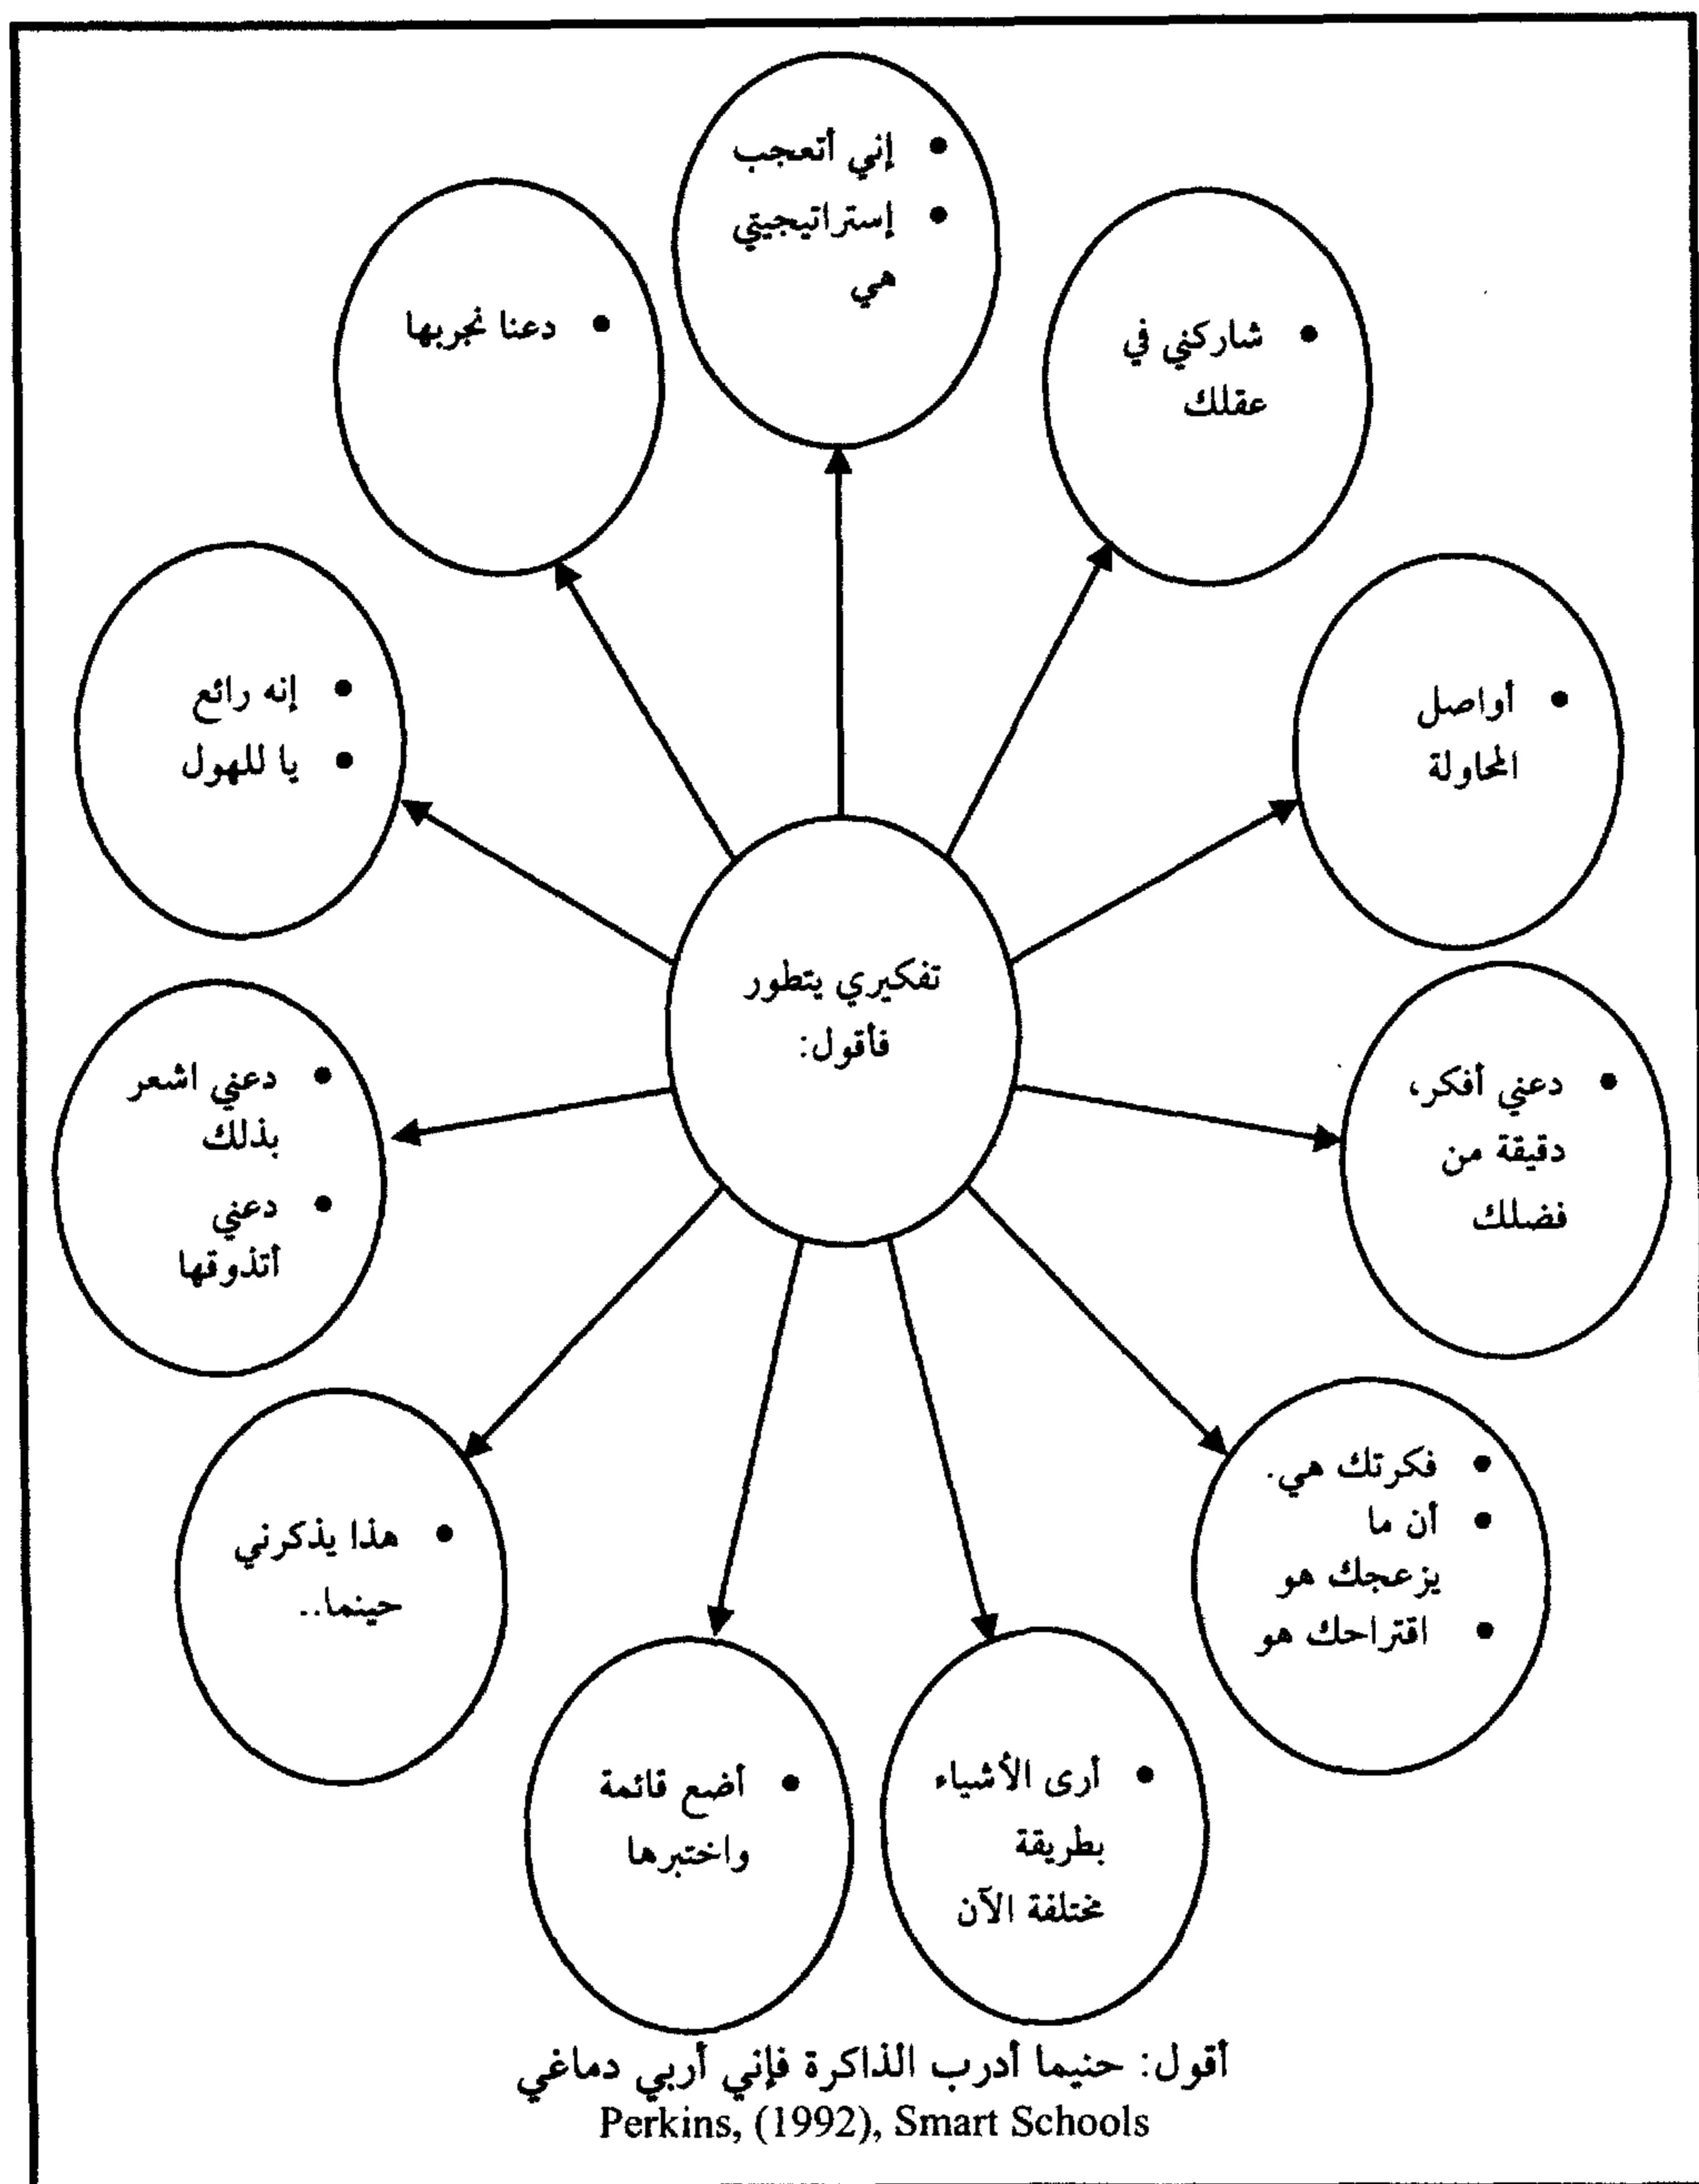 • إني أتعجب
• إستراتيجيتي
هي
• شاركني في
عقلك
• دعنا نجربها
• أواصل
المحاولة
• إنه رائع
• يا للهول
تفكيري يتطور
فأقول:
• دعني أفكر،
دقيقة من
فضلك
• دعني اشعر
بذلك
• دعني
أتذوقها
• فكرتك هي.
• أن ما
يزعجك هو
• اقتراحك هو
• هذا يذكرني
حينما..
• أرى الأشياء
بطريقة
مختلفة الآن
• أضع قائمة
واختبرها
أقول: حنيما أدرب الذاكرة فإني أربي دماغي
Perkins, (1992), Smart Schools